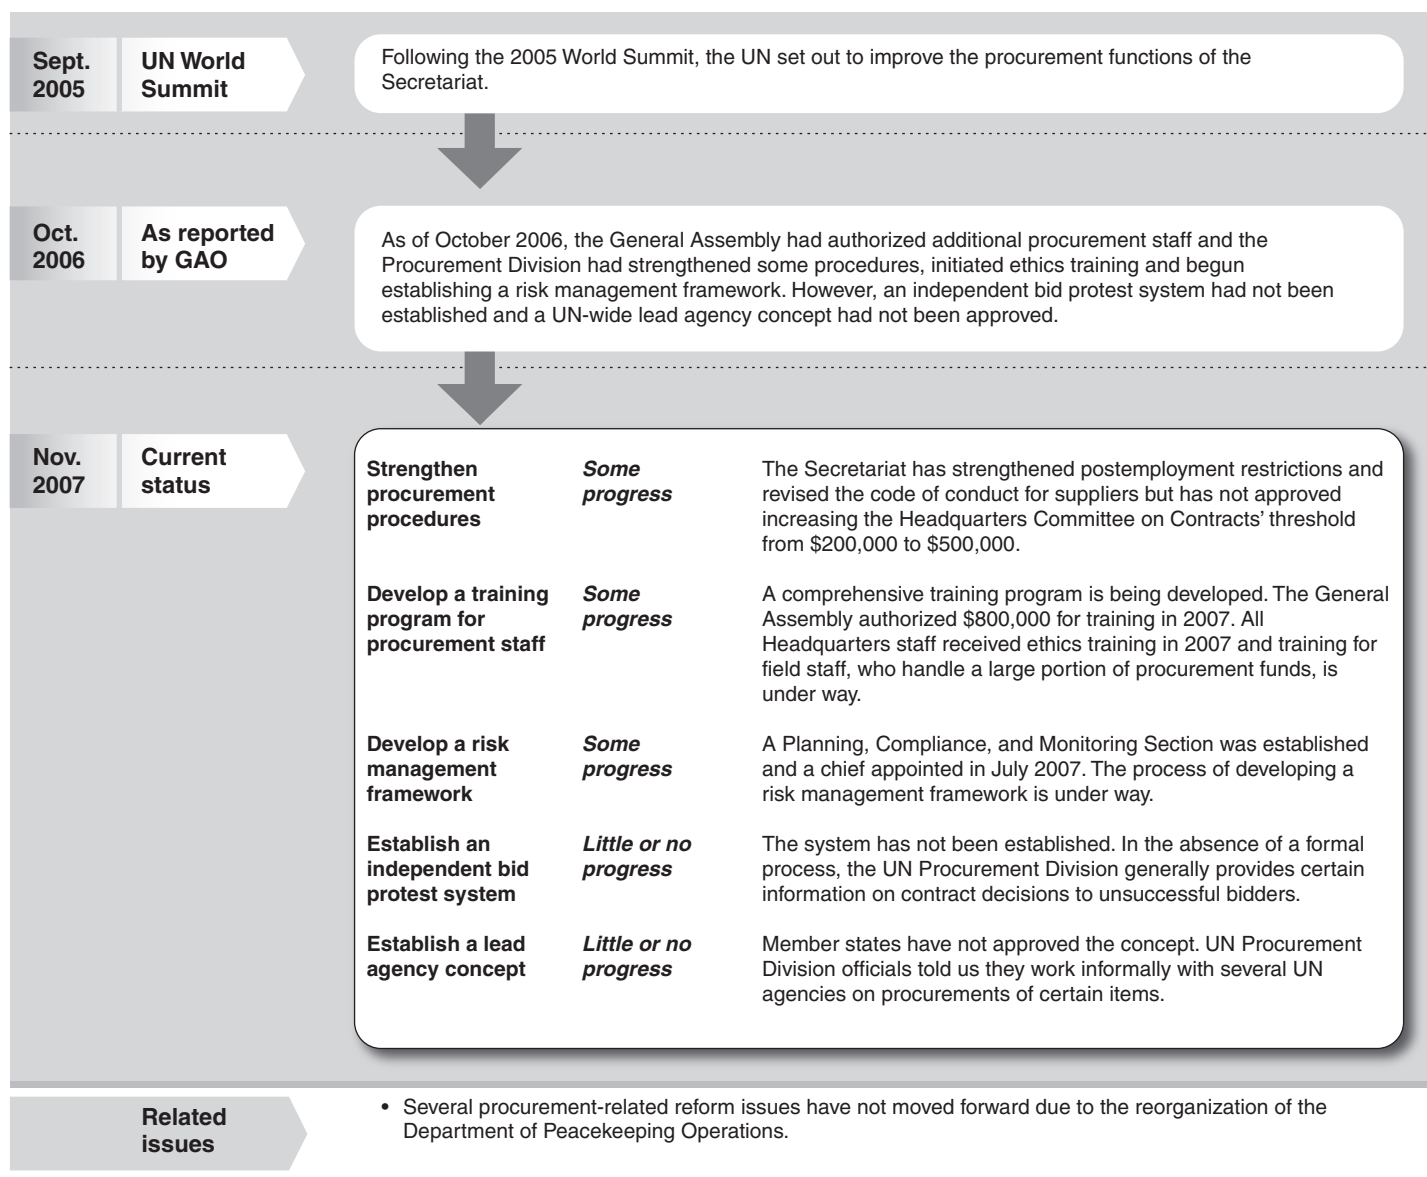 Sept.
2005
UN World
Summit
Following the 2005 World Summit, the UN set out to improve the procurement functions of the
Secretariat.
Oct.
2006
As reported
by GAO
As of October 2006, the General Assembly had authorized additional procurement staff and the
Procurement Division had strengthened some procedures, initiated ethics training and begun
establishing a risk management framework. However, an independent bid protest system had not been
established and a UN-wide lead agency concept had not been approved.
Nov.
2007
Current
status
Strengthen
procurement
procedures
Some
progress
The Secretariat has strengthened postemployment restrictions and
revised the code of conduct for suppliers but has not approved
increasing the Headquarters Committee on Contracts’ threshold
from $200,000 to $500,000.
Develop a training
program for
procurement staff
Some
progress
A comprehensive training program is being developed. The General
Assembly authorized $800,000 for training in 2007. All
Headquarters staff received ethics training in 2007 and training for
field staff, who handle a large portion of procurement funds, is
under way.
Develop a risk
management
framework
Some
progress
A Planning, Compliance, and Monitoring Section was established
and a chief appointed in July 2007. The process of developing a
risk management framework is under way.
Establish an
independent bid
protest system
Little or no
progress
The system has not been established. In the absence of a formal
process, the UN Procurement Division generally provides certain
information on contract decisions to unsuccessful bidders.
Establish a lead
agency concept
Little or no
progress
Member states have not approved the concept. UN Procurement
Division officials told us they work informally with several UN
agencies on procurements of certain items.
Related
issues
• Several procurement-related reform issues have not moved forward due to the reorganization of the
Department of Peacekeeping Operations.